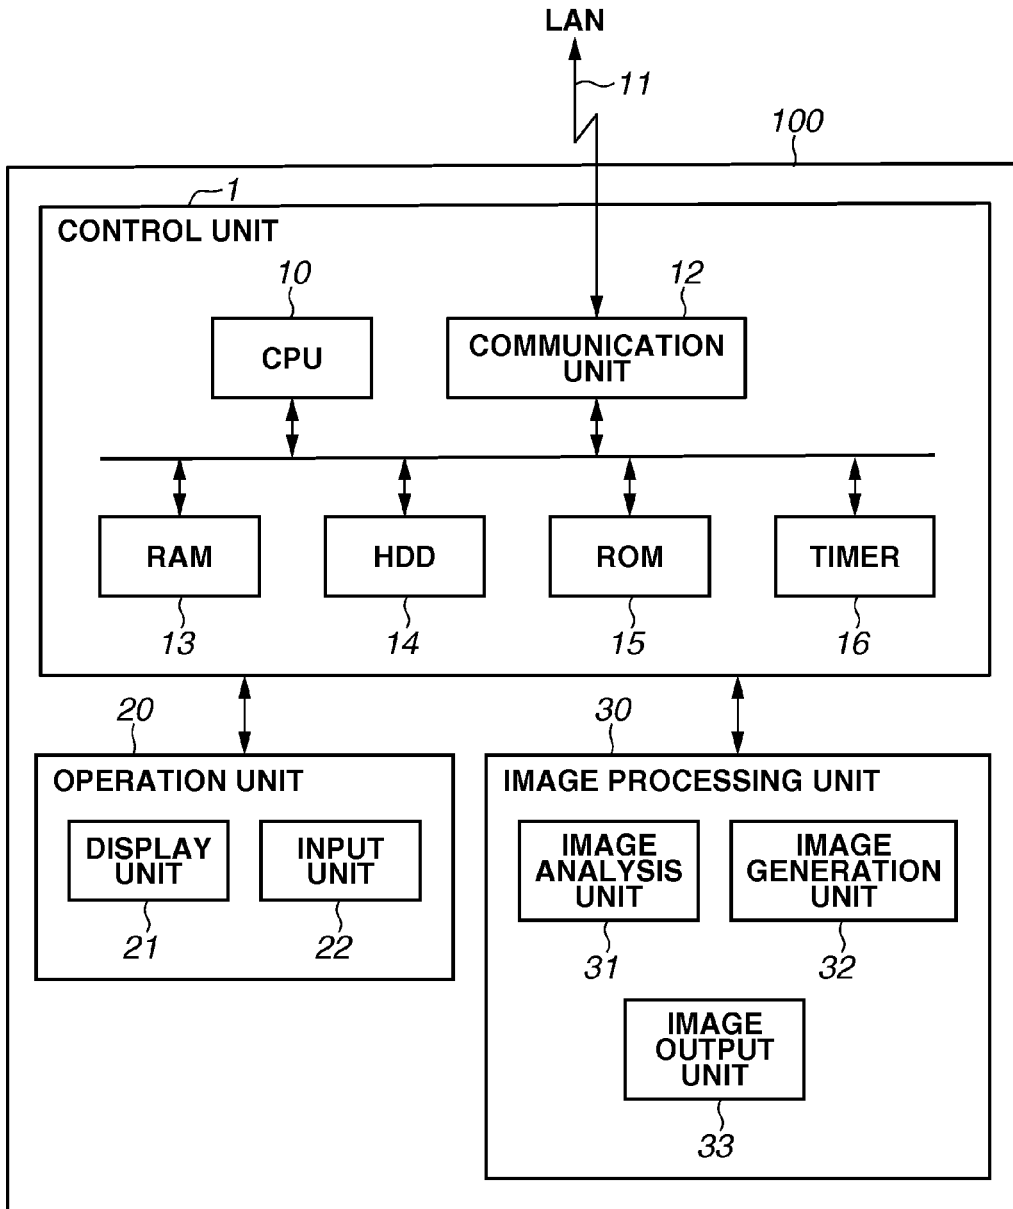 LAN
11
100
1
CONTROL UNIT
10
12
CPU
COMMUNICATION
UNIT
RAM
HDD
ROM
TIMER
13
14
15
16
20
30
OPERATION UNIT
IMAGE PROCESSING UNIT
DISPLAY
UNIT
INPUT
UNIT
IMAGE
ANALYSIS
UNIT
IMAGE
GENERATION
UNIT
21
22
31
32
IMAGE
OUTPUT
UNIT
33